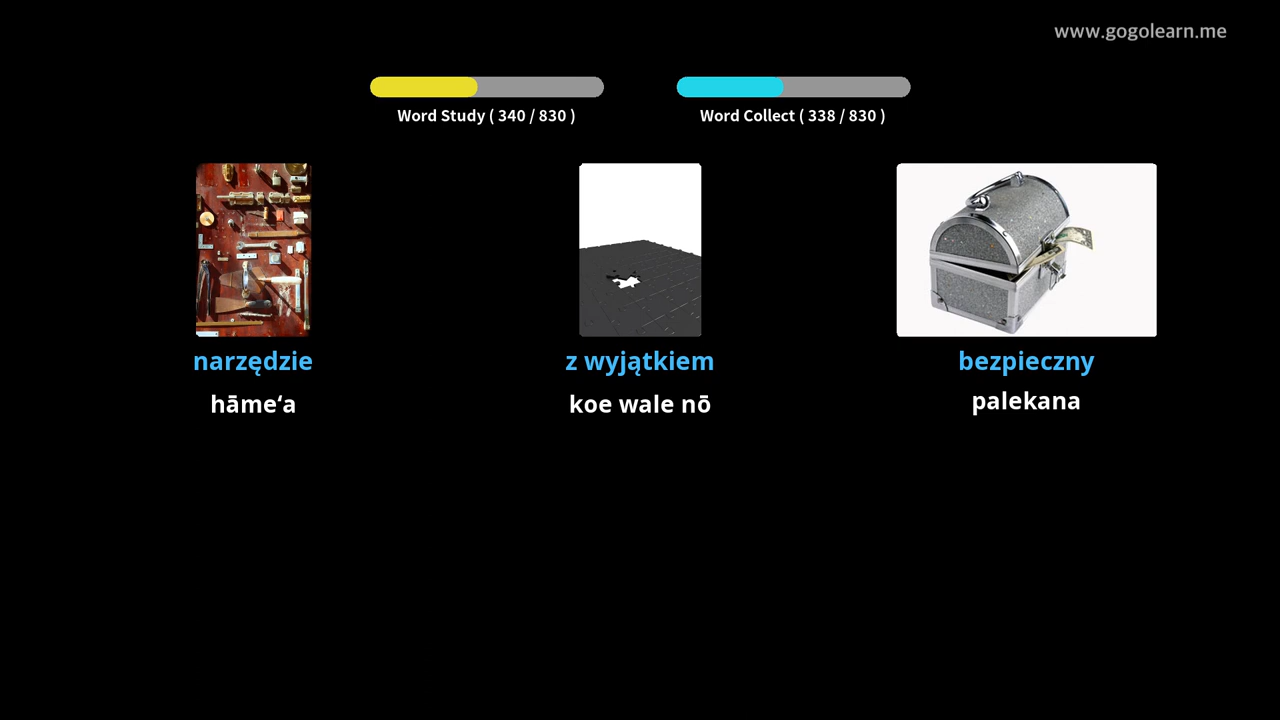 www.gogolearn.me
Word Study ( 340 / 830 )
Word Collect ( 338 / 830 )
narzędzie
hāmeʻa
z wyjątkiem
koe wale nō
bezpieczny
palekana